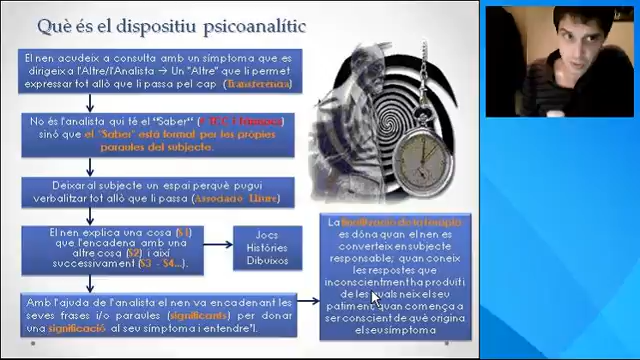 Què és el dispositiu psicoanalític
El nen acudeix a consulta amb un símptoma que es
dirigeix a l'Altre/l'Analista → Un "Altre" que li permet
expressar tot allò que li passa pel cap (Transferència)
No és l'analista qui té el "Saber" (≠ TCC i fàrmacs)
sinó que el "Saber" està format per les pròpies
paraules del subjecte.
Deixar al subjecte un espai perquè pugui
verbalitzar tot allò que li passa (Associació Lliure)
El nen explica una cosa (S1)
que l'encadena amb una
altre cosa (S2) i així
successivament (S3 - S4...).
Jocs
Històries
Dibuixos
Amb l'ajuda de l'analista el nen va encadenant les
seves frases i/o paraules (significants) per donar
una significació al seu símptoma i entendre'l.
La finalització de la teràpia
es dóna quan el nen es
converteix en subjecte
responsable; quan coneix
les respostes que
inconscientment ha produït i
de les quals neix el seu
patiment; quan comença a
ser conscient de què origina
el seu símptoma